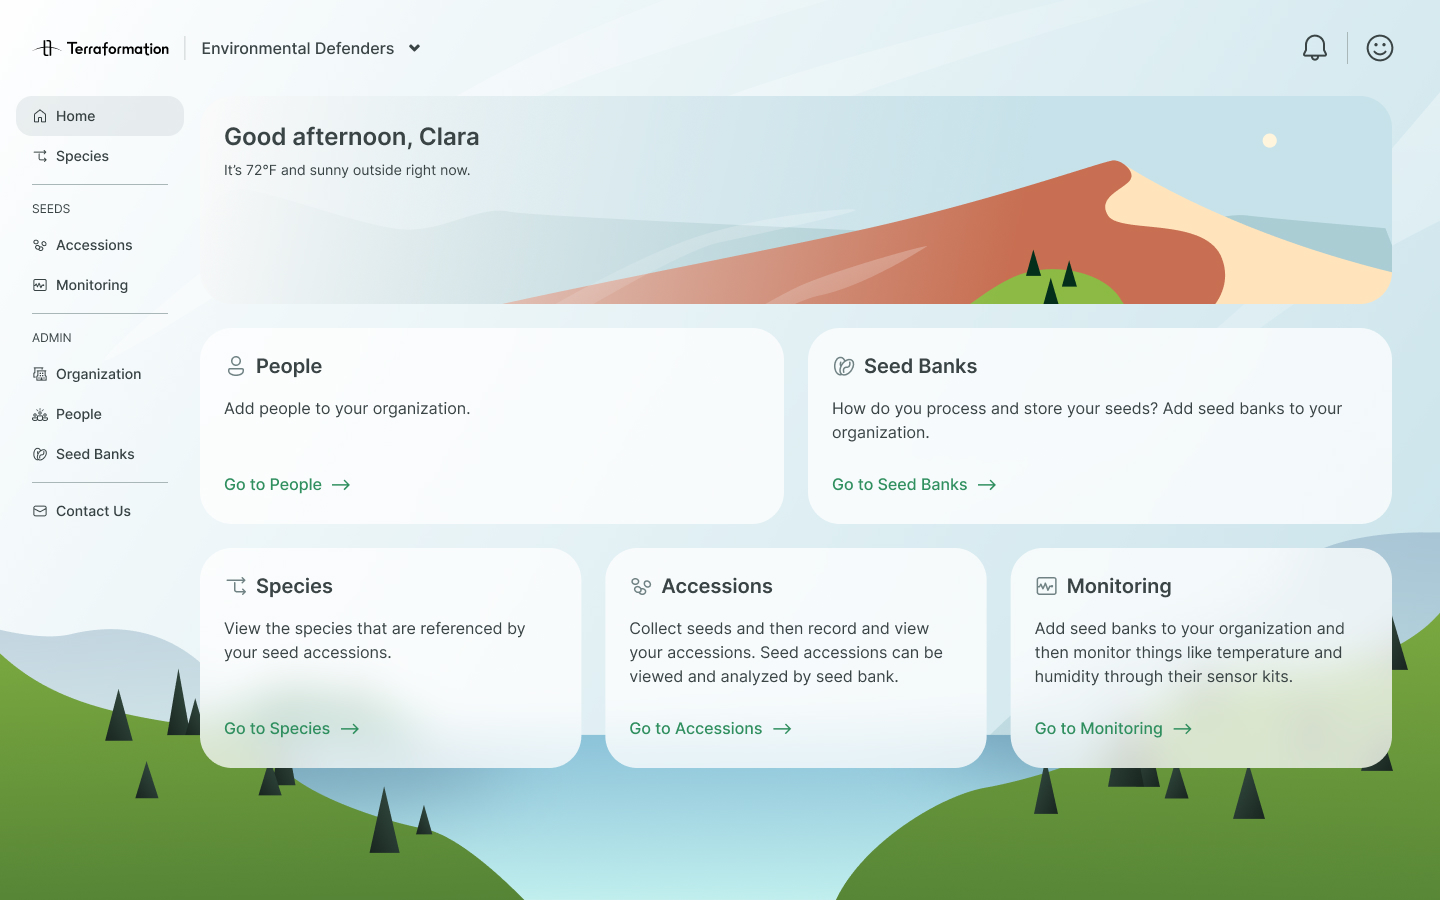 Terraformation
Environmental Defenders
Home
Species
SEEDS
Accessions
Monitoring
ADMIN
Organization
People
Seed Banks
Contact Us
Good afternoon, Clara
It’s 72°F and sunny outside right now.
People
Add people to your organization.
Go to People
Seed Banks
How do you process and store your seeds? Add seed banks to your
organization.
Go to Seed Banks
Species
View the species that are referenced by
your seed accessions.
Go to Species
Accessions
Collect seeds and then record and view
your accessions. Seed accessions can be
viewed and analyzed by seed bank.
Go to Accessions
Monitoring
Add seed banks to your organization and
then monitor things like temperature and
humidity through their sensor kits.
Go to Monitoring